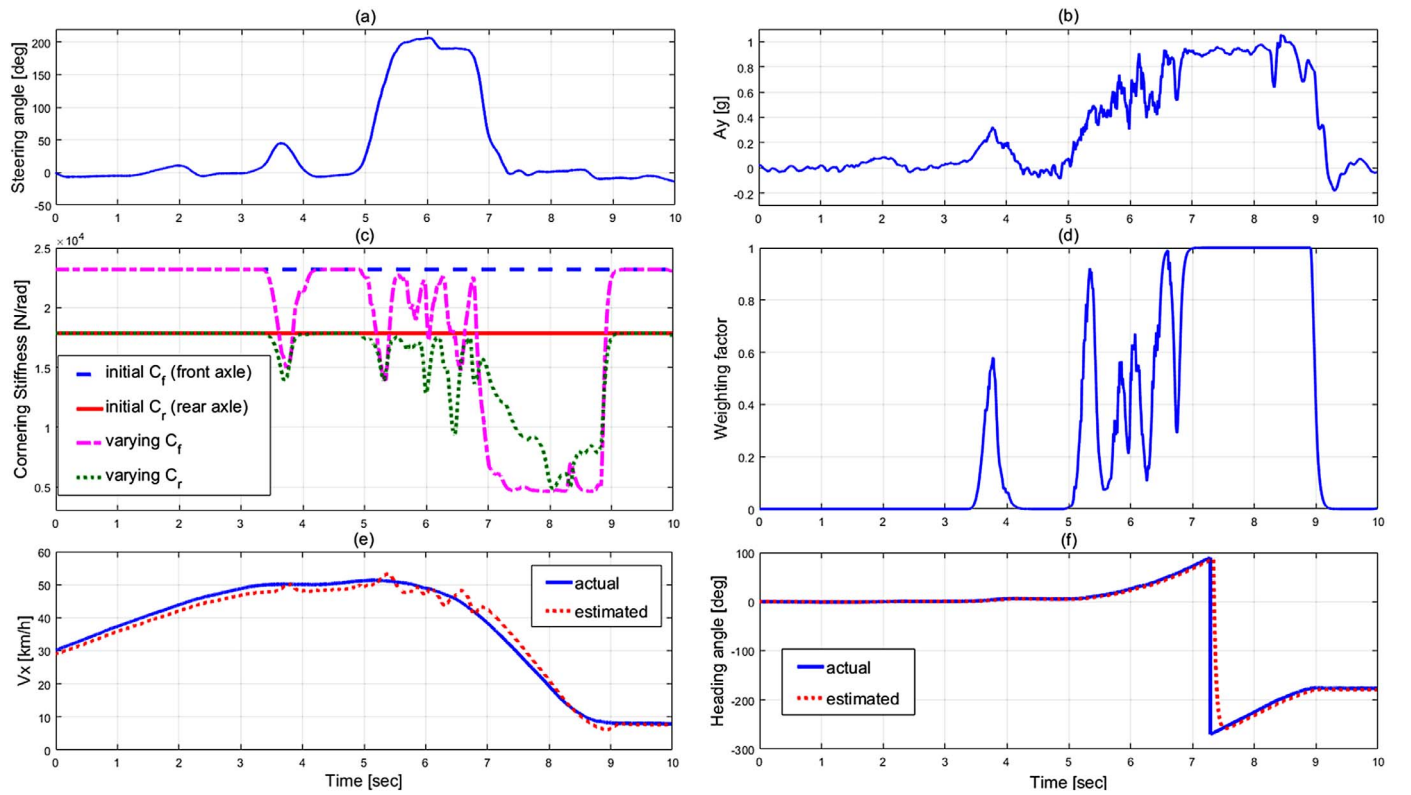 (a)
Steering angle [deg]
200
150
100
50
0
-50
0 1 2 3 4 5 6 7 8 9 10
(b)
Ay [g]
1
0.8
0.6
0.4
0.2
0
-0.2
0 1 2 3 4 5 6 7 8 9 10
(c)
×10⁴
Cornering Stiffness [N/rad]
2.5
2
1.5
1
0.5
initial Cf (front axle)
initial Cr (rear axle)
varying Cf
varying Cr
0 1 2 3 4 5 6 7 8 9 10
(d)
Weighting factor
1
0.8
0.6
0.4
0.2
0
0 1 2 3 4 5 6 7 8 9 10
(e)
Vx [km/h]
60
50
40
30
20
10
0
actual
estimated
0 1 2 3 4 5 6 7 8 9 10
Time [sec]
(f)
Heading angle [deg]
100
0
-100
-200
-300
actual
estimated
0 1 2 3 4 5 6 7 8 9 10
Time [sec]